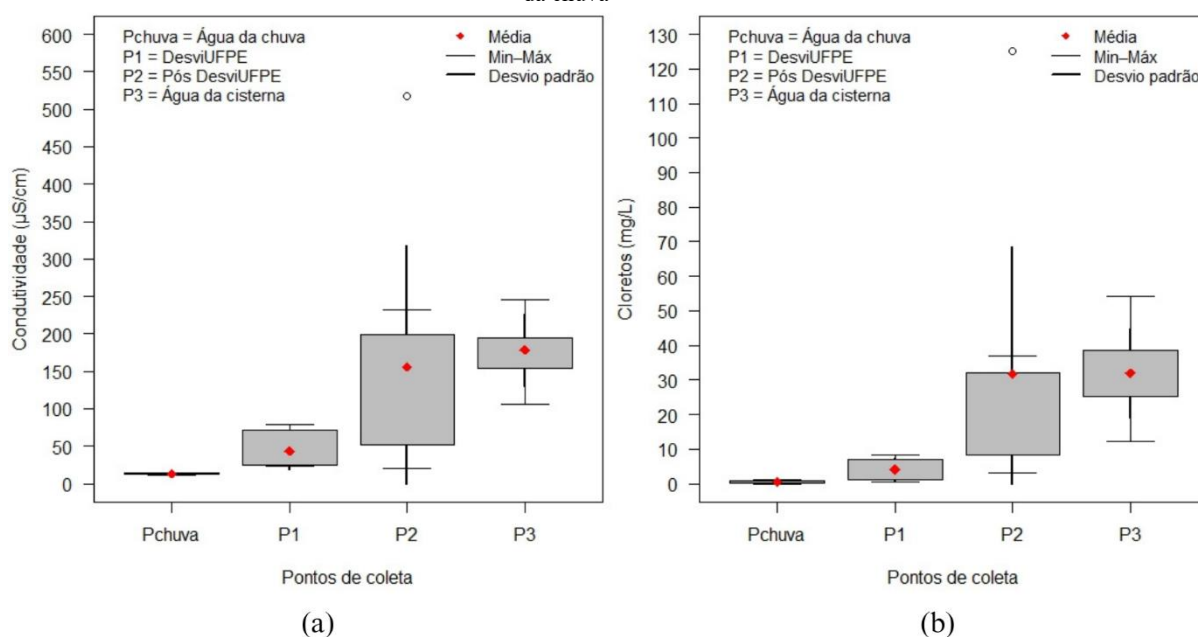 600
550
500
450
400
350
300
250
200
150
100
50
0
Condutividade (µS/cm)
Pchuva = Água da chuva
P1 = DesviUFPE
P2 = Pós DesviUFPE
P3 = Água da cisterna
Média
Min–Máx
Desvio padrão
Pchuva P1 P2 P3
Pontos de coleta
(a)
130
125
120
110
100
90
80
70
60
50
40
30
20
10
0
Cloretos (mg/L)
Pchuva = Água da chuva
P1 = DesviUFPE
P2 = Pós DesviUFPE
P3 = Água da cisterna
Média
Min–Máx
Desvio padrão
Pchuva P1 P2 P3
Pontos de coleta
(b)